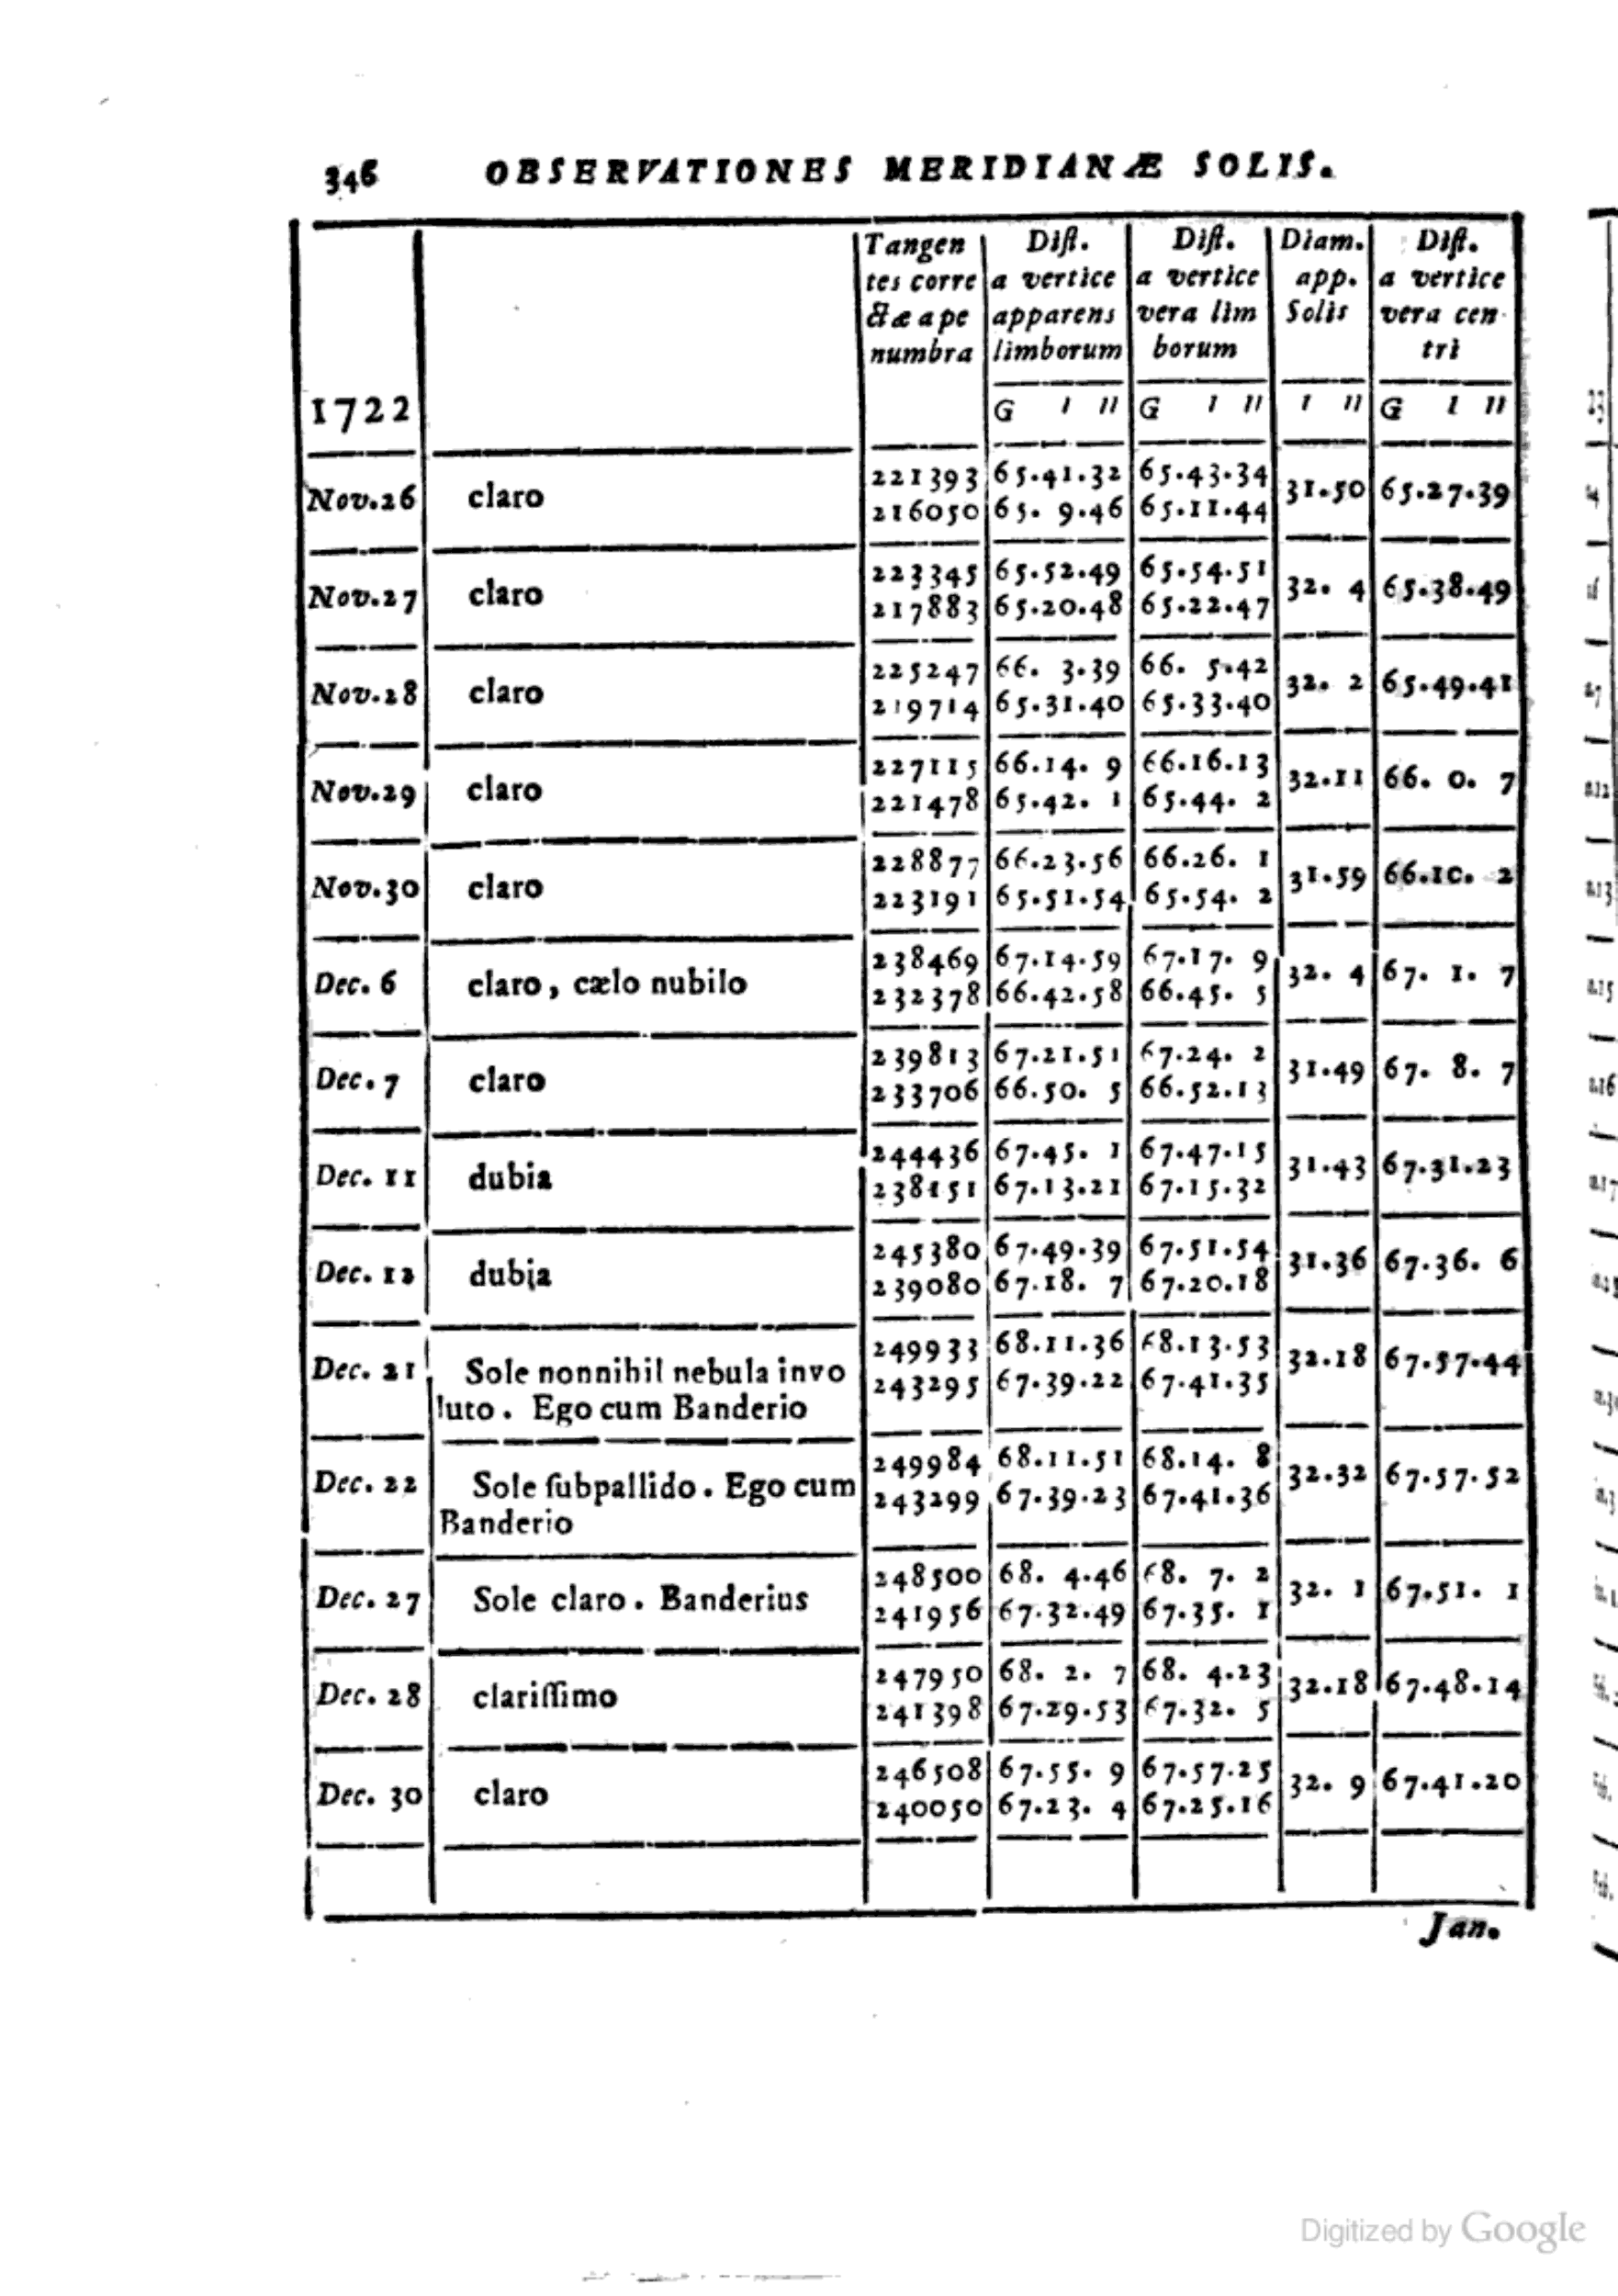 346 OBSERVATIONES MERIDIANÆ SOLIS.
Tangen Diſt. Diſt. Diam. Diſt.
tes corre a vertice a vertice app. a vertice
ctæ a pe apparens vera lim Solis vera cen
numbra limborum borum tri
1722 G I II G I II I II G I II
221393 65.41.32 65.43.34
Nov.26 claro 31.50 65.27.39
216050 65. 9.46 65.11.44
223345 65.52.49 65.54.51
Nov.27 claro 32. 4 65.38.49
217883 65.20.48 65.22.47
225247 66. 3.39 66. 5.42
Nov.28 claro 32. 2 65.49.41
219714 65.31.40 65.33.40
227115 66.14. 9 66.16.13
Nov.29 claro 32.11 66. 0. 7
221478 65.42. 1 65.44. 2
228877 66.23.56 66.26. 1
Nov.30 claro 31.59 66.10. 2
223191 65.51.54 65.54. 2
238469 67.14.59 67.17. 9
Dec. 6 claro, cælo nubilo 32. 4 67. 1. 7
232378 66.42.58 66.45. 5
239813 67.21.51 67.24. 2
Dec. 7 claro 31.49 67. 8. 7
233706 66.50. 5 66.52.13
244436 67.45. 1 67.47.15
Dec. 11 dubia 31.43 67.31.23
238151 67.13.21 67.15.32
245380 67.49.39 67.51.54
Dec. 12 dubia 31.36 67.36. 6
239080 67.18. 7 67.20.18
249933 68.11.36 68.13.53
Dec. 21 Sole nonnihil nebula invo 32.18 67.57.44
243295 67.39.22 67.41.35
luto. Ego cum Banderio
249984 68.11.51 68.14. 8
Dec. 22 Sole ſubpallido. Ego cum 32.32 67.57.52
243299 67.39.23 67.41.36
Banderio
248500 68. 4.46 68. 7. 2
Dec. 27 Sole claro. Banderius 32. 1 67.51. 1
241956 67.32.49 67.35. 1
247950 68. 2. 7 68. 4.23
Dec. 28 clariſſimo 32.18 67.48.14
241398 67.29.53 67.32. 5
246508 67.55. 9 67.57.25
Dec. 30 claro 32. 9 67.41.20
240050 67.23. 4 67.25.16
Jan.
Digitized by Google